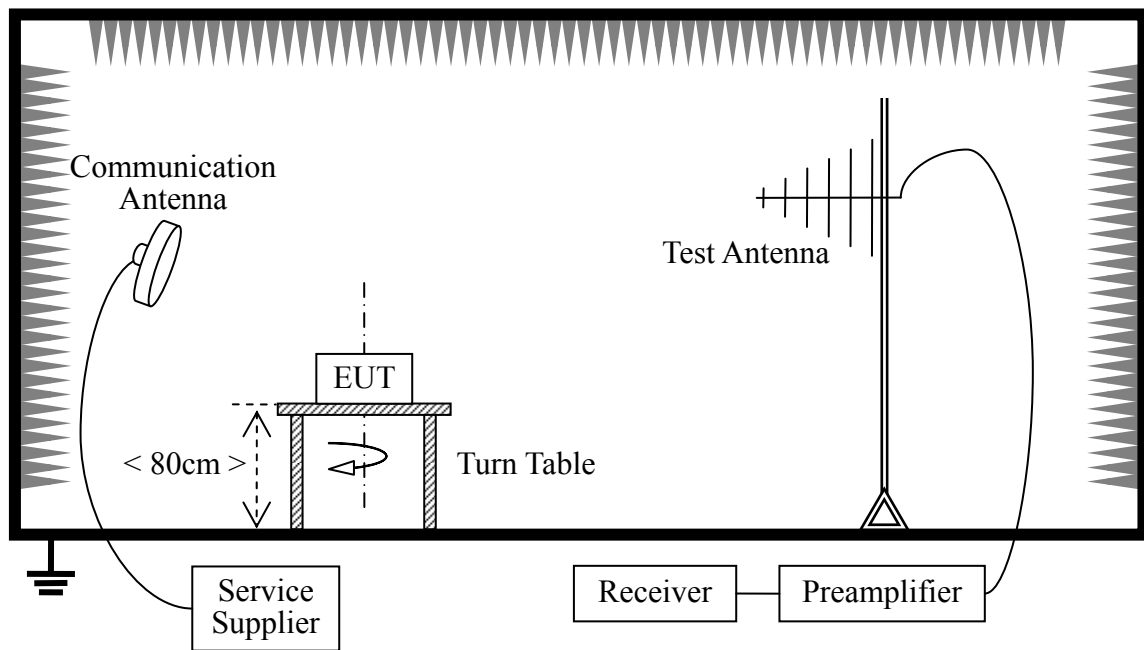 Communication
Antenna
Test Antenna
EUT
< 80cm >
Turn Table
Service
Supplier
Receiver
Preamplifier